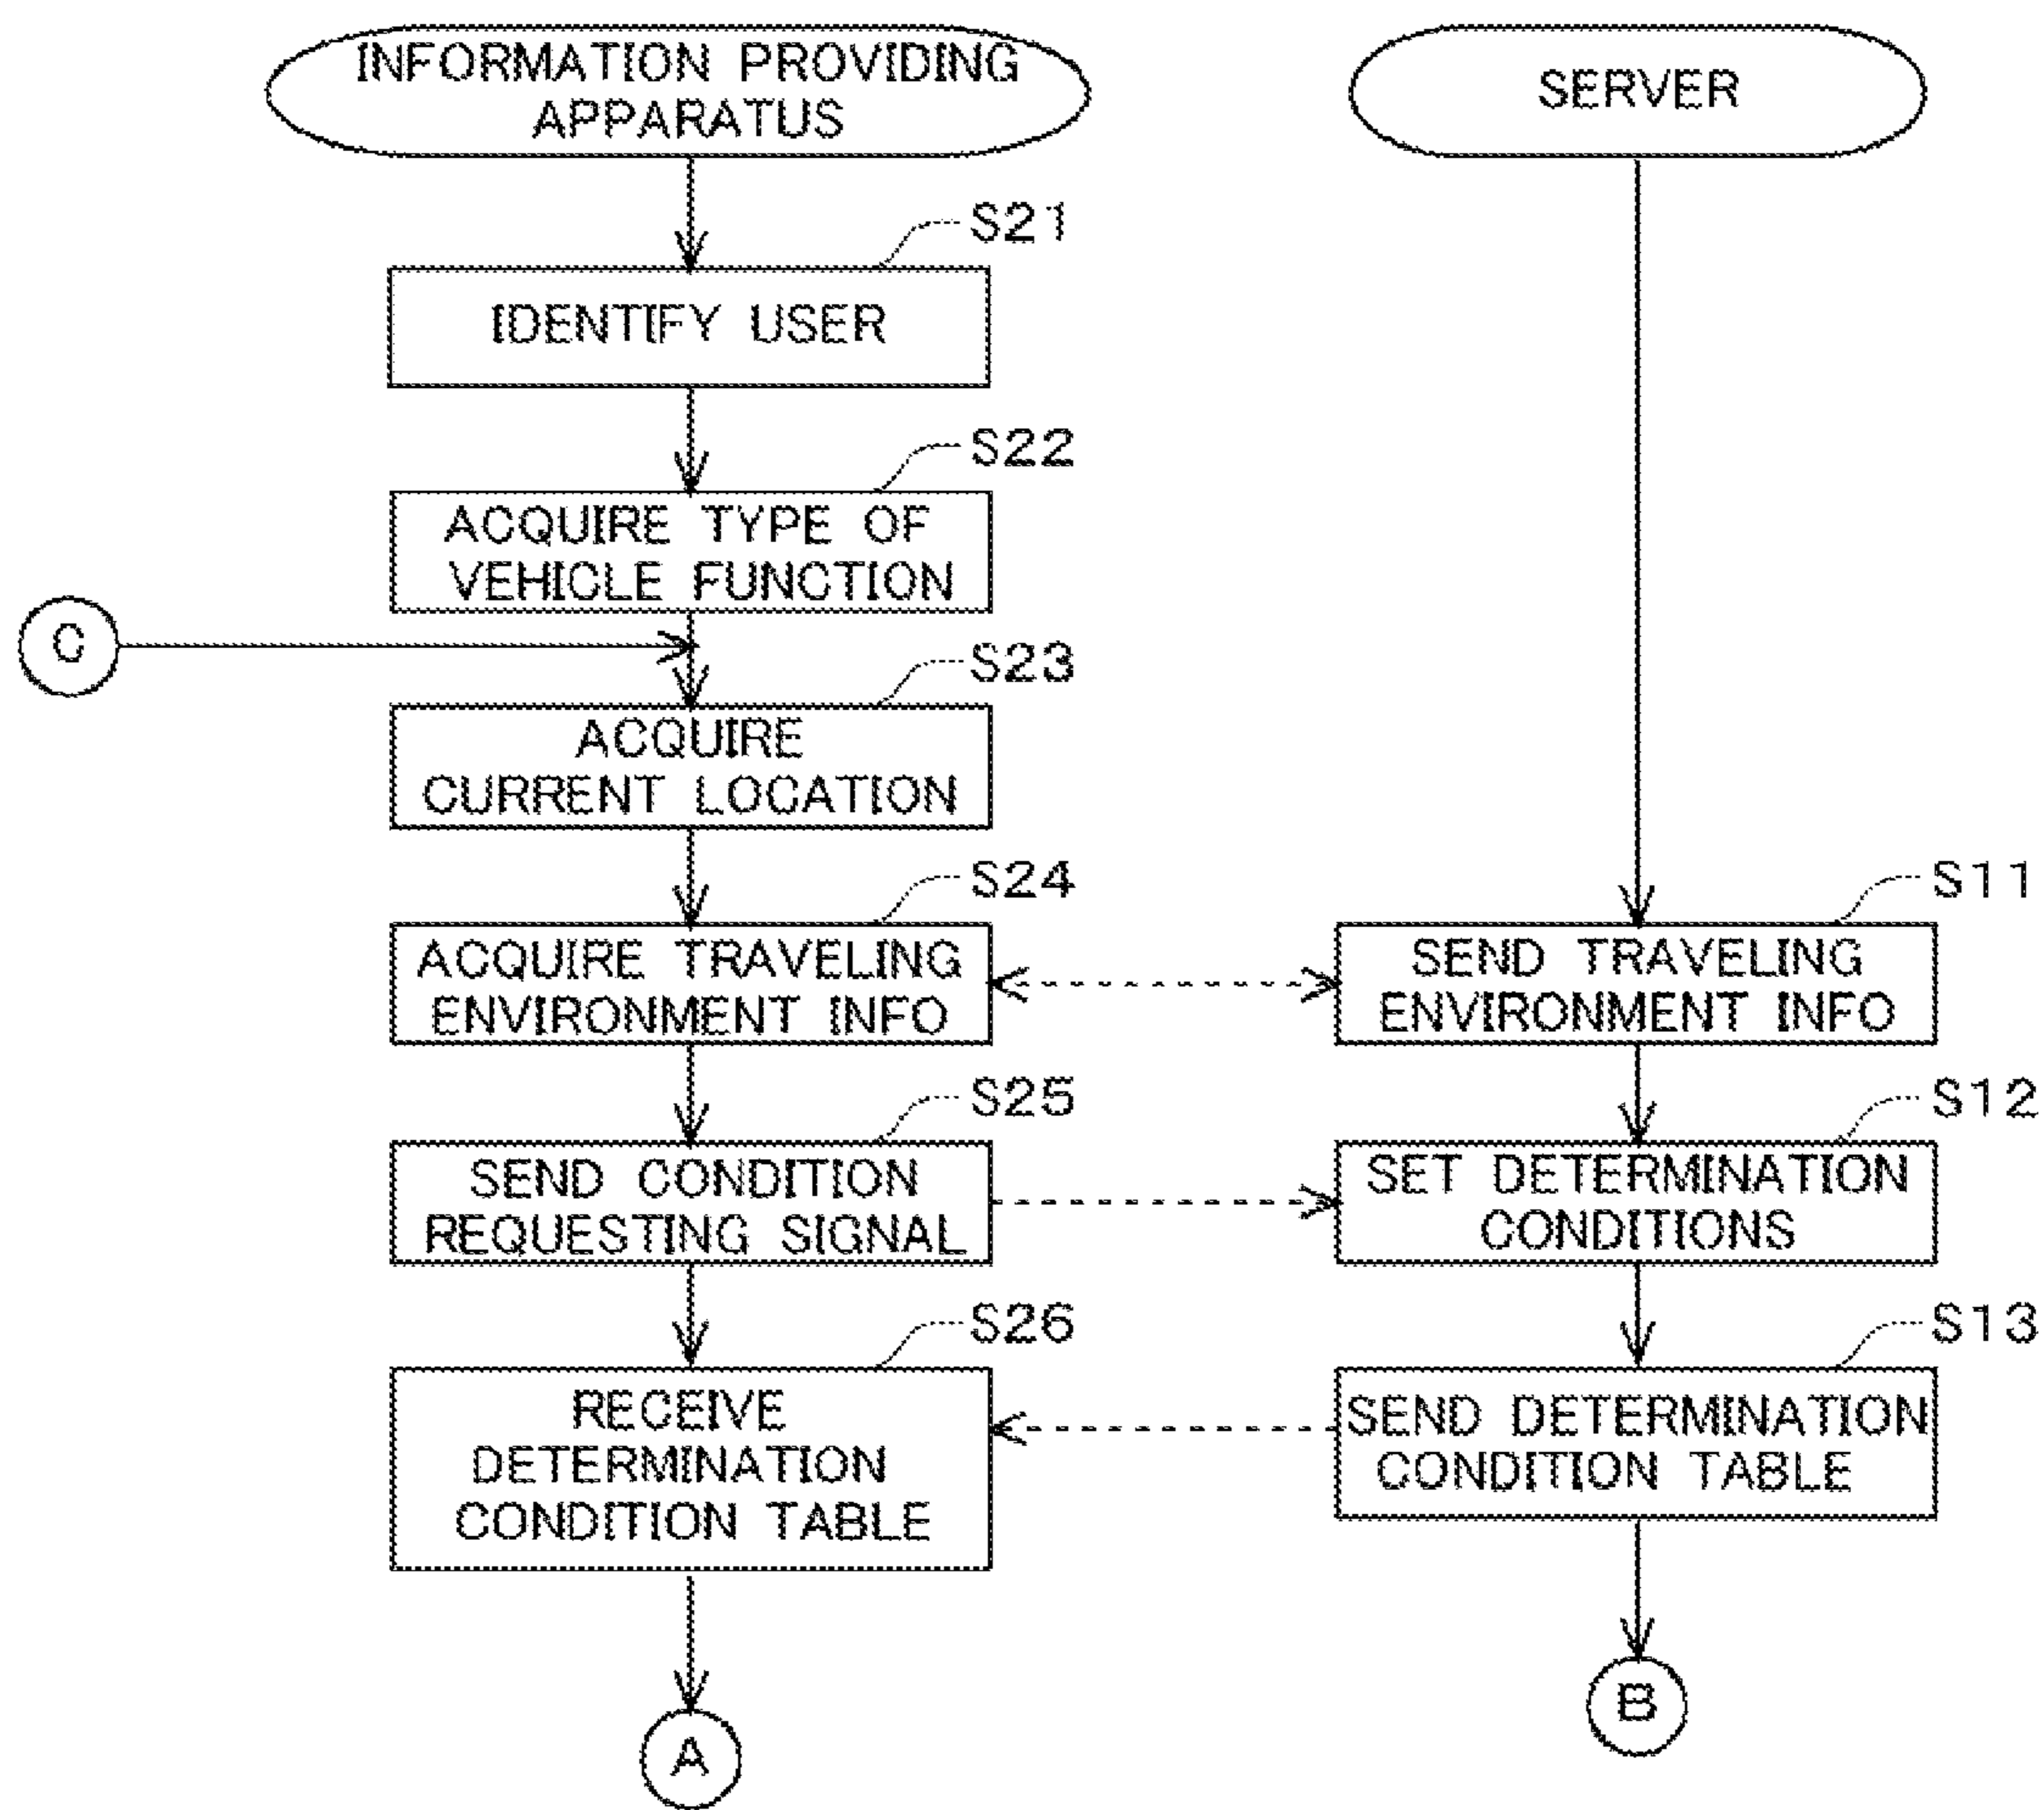 INFORMATION PROVIDING
APPARATUS
SERVER
S21
IDENTIFY USER
S22
ACQUIRE TYPE OF
VEHICLE FUNCTION
C
S23
ACQUIRE
CURRENT LOCATION
S24
ACQUIRE TRAVELING
ENVIRONMENT INFO
S11
SEND TRAVELING
ENVIRONMENT INFO
S25
SEND CONDITION
REQUESTING SIGNAL
S12
SET DETERMINATION
CONDITIONS
S26
RECEIVE
DETERMINATION
CONDITION TABLE
S13
SEND DETERMINATION
CONDITION TABLE
A
B